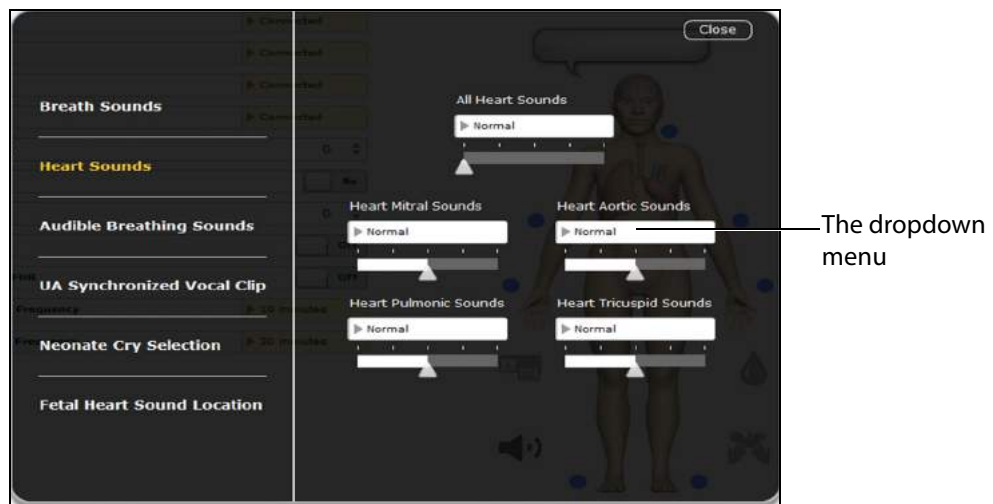 Close
Breath Sounds
Heart Sounds
Audible Breathing Sounds
UA Synchronized Vocal Clip
Neonate Cry Selection
Fetal Heart Sound Location
All Heart Sounds
Normal
Heart Mitral Sounds
Normal
Heart Aortic Sounds
Normal
Heart Pulmonic Sounds
Normal
Heart Tricuspid Sounds
Normal
The dropdown
menu